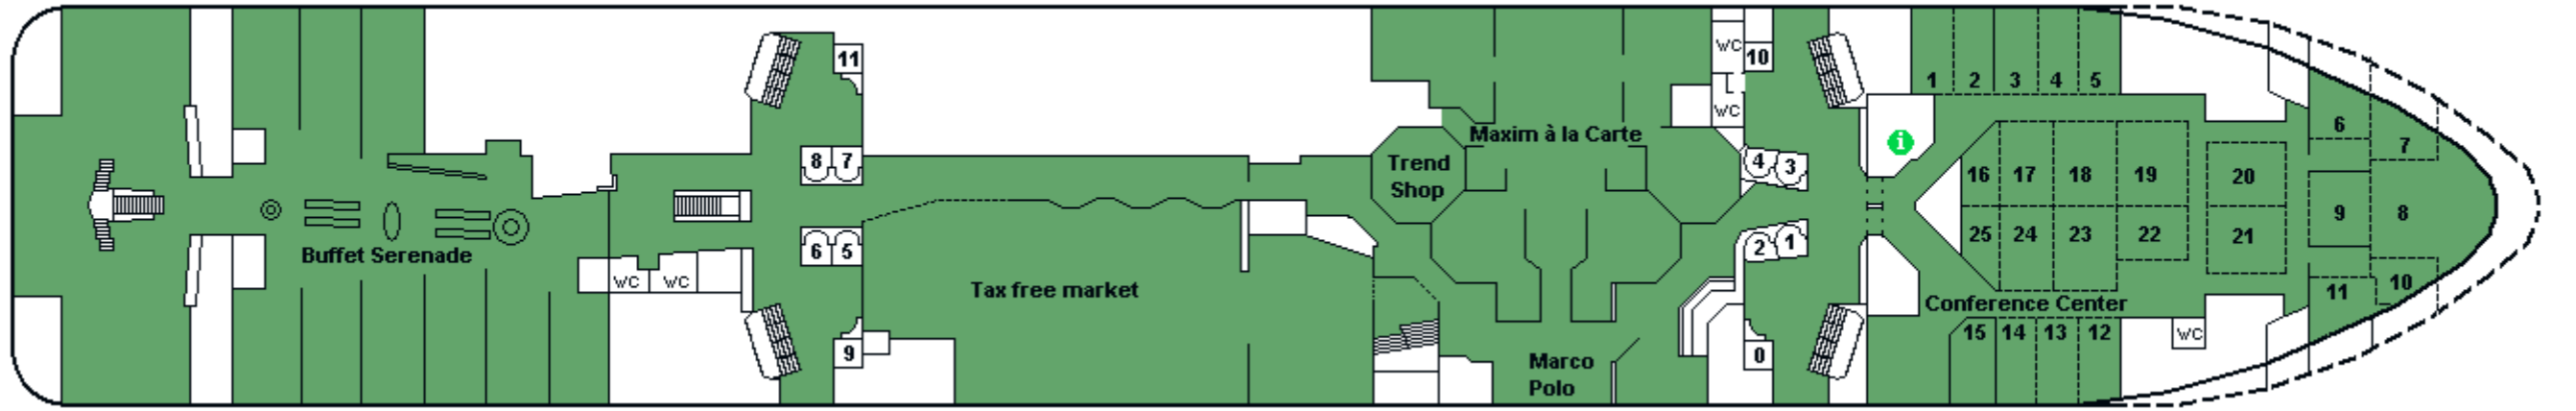 11
WC
10
1 2 3 4 5
6
7
8 7
Trend
Shop
Maxim à la Carte
WC
4 3
i
16 17 18 19
20
9
8
6 5
Buffet Serenade
WC WC
Tax free market
2 1
25 24 23 22
21
11
10
Conference Center
9
Marco
Polo
0
15 14 13 12
WC